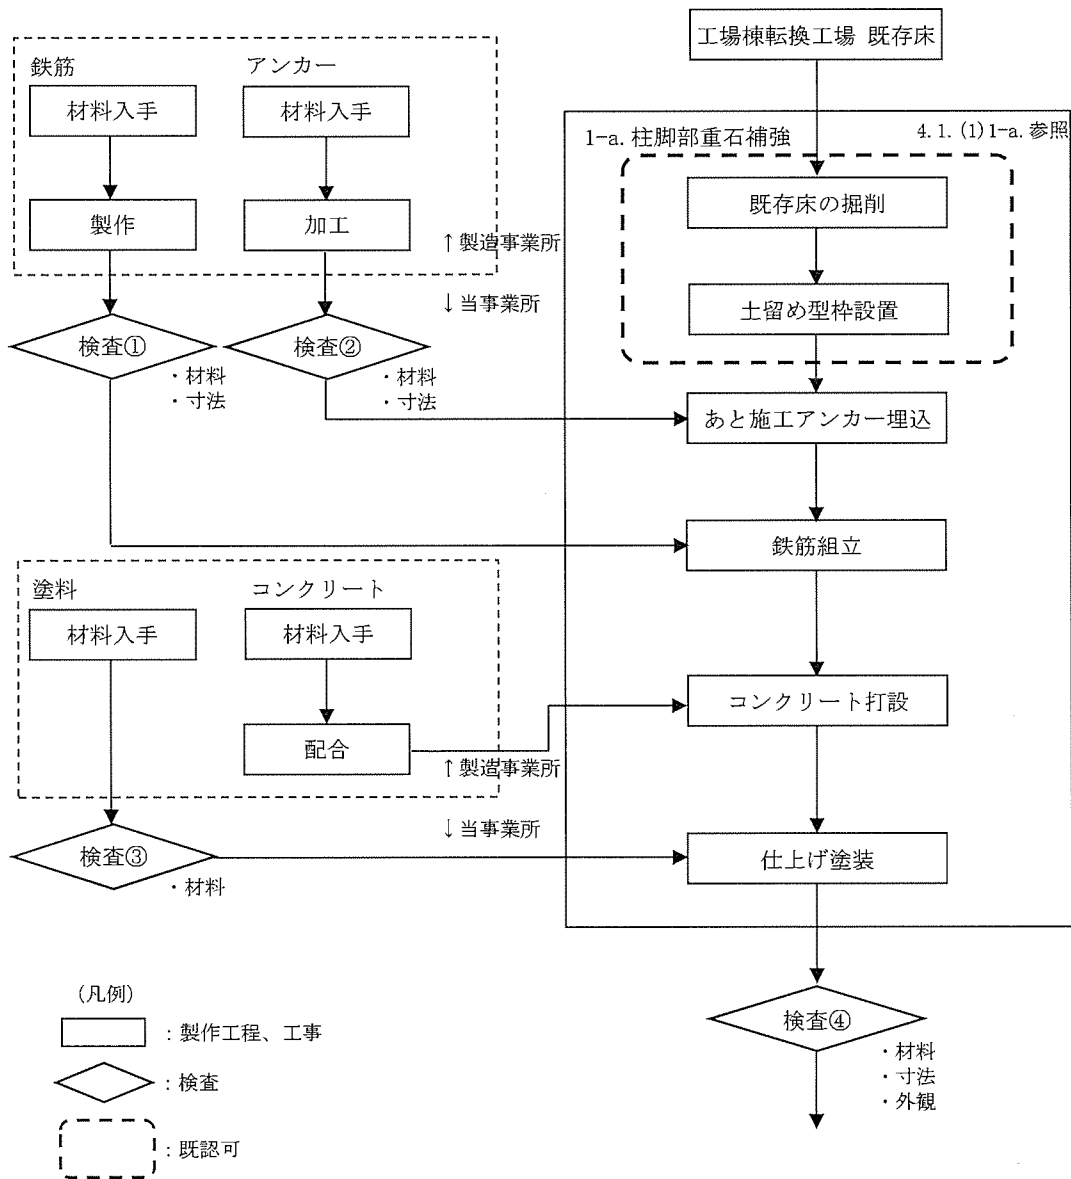 工場棟転換工場 既存床
鉄筋
アンカー
材料入手
材料入手
製作
加工
↑製造事業所
↓当事業所
検査①
・材料
・寸法
検査②
・材料
・寸法
1-a. 柱脚部重石補強
4.1.(1)1-a.参照
既存床の掘削
土留め型枠設置
あと施工アンカー埋込
鉄筋組立
塗料
コンクリート
材料入手
材料入手
配合
↑製造事業所
↓当事業所
検査③
・材料
コンクリート打設
仕上げ塗装
検査④
・材料
・寸法
・外観
(凡例)
：製作工程、工事
：検査
：既認可